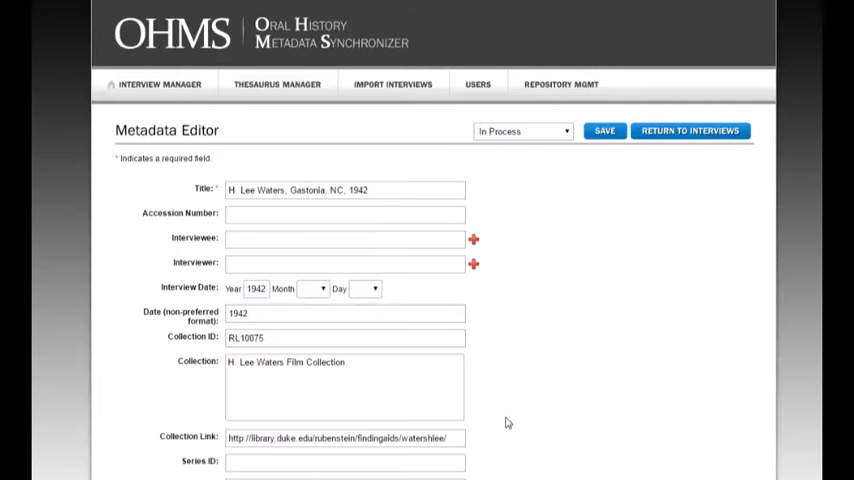 OHMS ORAL HISTORY
METADATA SYNCHRONIZER
INTERVIEW MANAGER THESAURUS MANAGER IMPORT INTERVIEWS USERS REPOSITORY MGMT
Metadata Editor In Process SAVE RETURN TO INTERVIEWS
* Indicates a required field.
Title: * H. Lee Waters, Gastonia, NC, 1942
Accession Number:
Interviewee:
Interviewer:
Interview Date: Year 1942 Month Day
Date (non-preferred
format): 1942
Collection ID: RL10075
Collection: H. Lee Waters Film Collection
Collection Link: http://library.duke.edu/rubenstein/findingaids/watershlee/
Series ID: